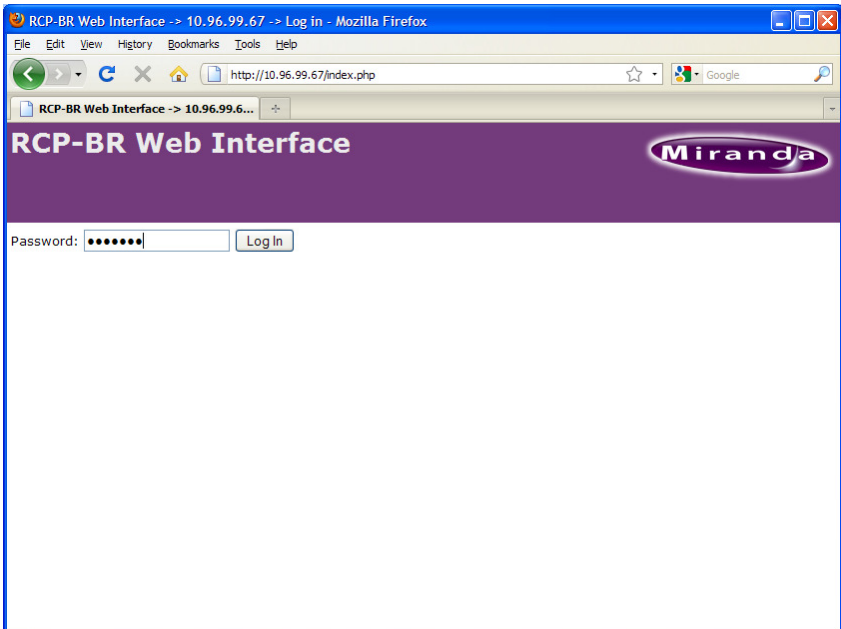 RCP-BR Web Interface -> 10.96.99.67 -> Log in - Mozilla Firefox
File Edit View History Bookmarks Tools Help
http://10.96.99.67/index.php Google
RCP-BR Web Interface -> 10.96.99.6...
RCP-BR Web Interface
Miranda
Password: ••••••• Log In